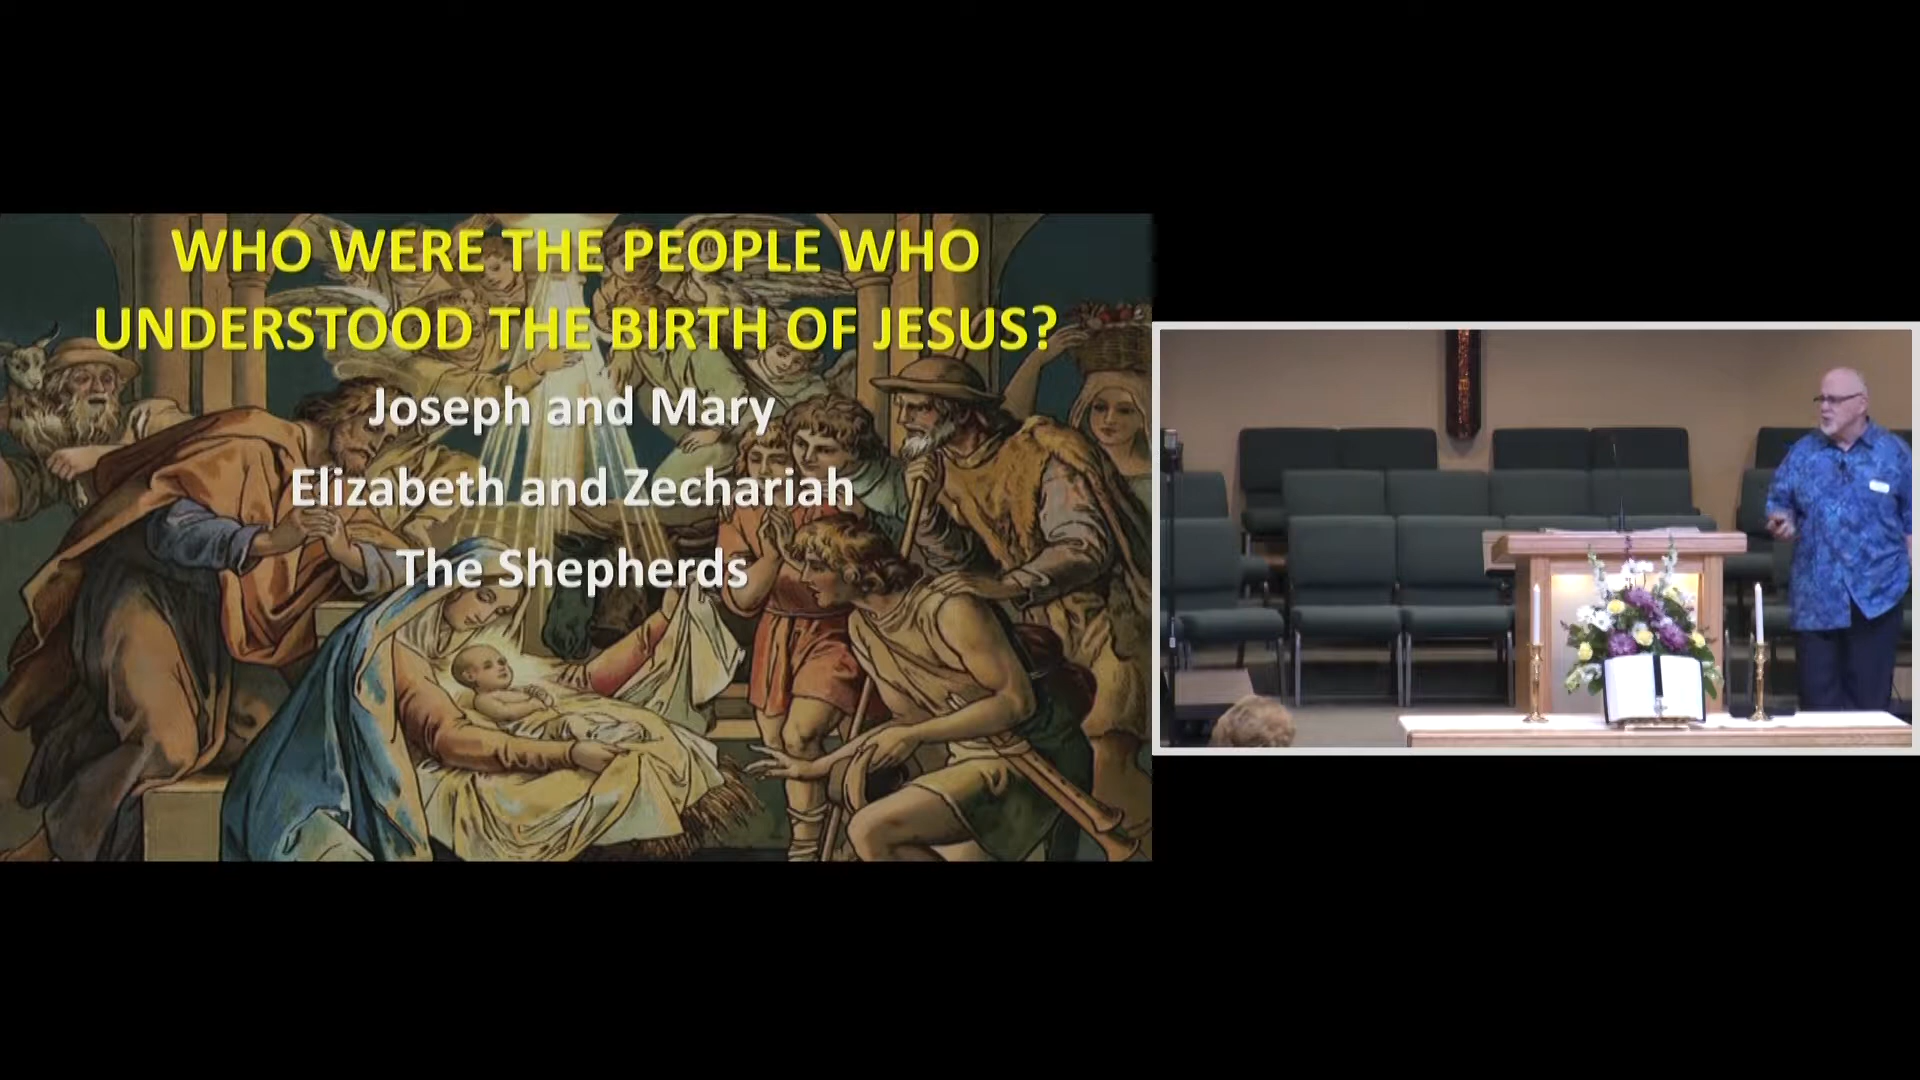 WHO WERE THE PEOPLE WHO
UNDERSTOOD THE BIRTH OF JESUS?
Joseph and Mary
Elizabeth and Zechariah
The Shepherds